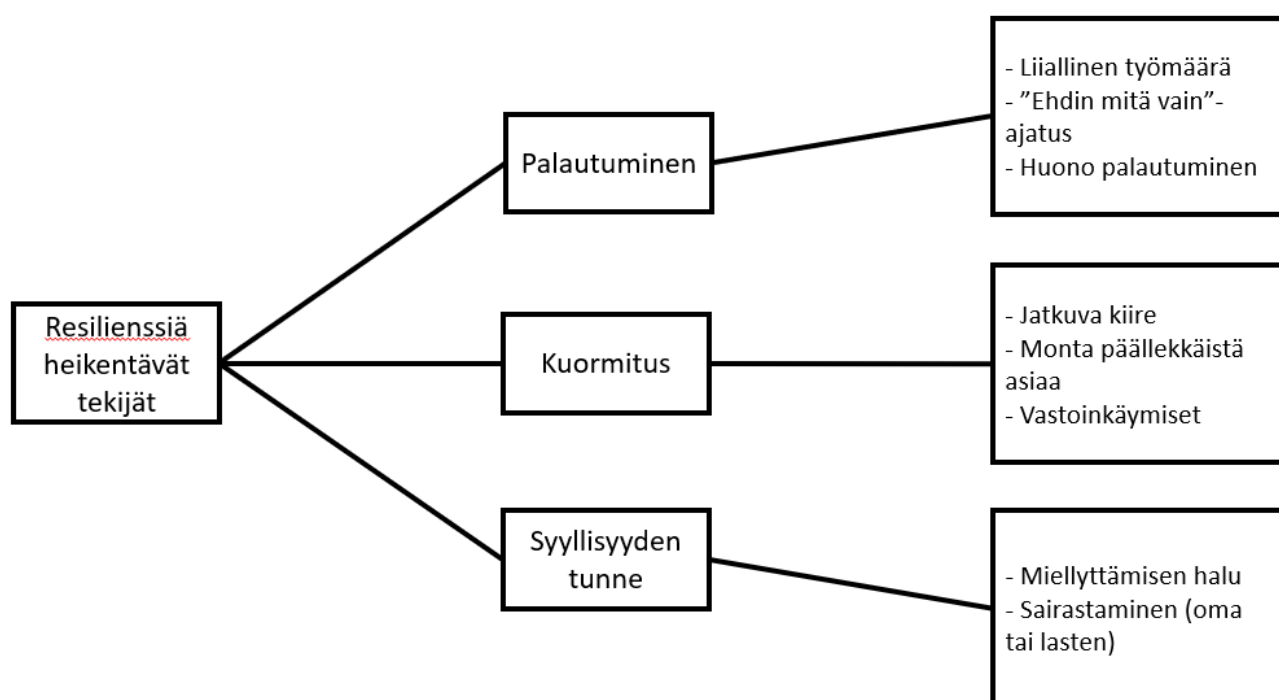 Resilienssiä
heikentävät
tekijät
Palautuminen
- Liiallinen työmäärä
- ”Ehdin mitä vain”-
ajatus
- Huono palautuminen
Kuormitus
- Jatkuva kiire
- Monta päällekkäistä
asiaa
- Vastoinkäymiset
Syyllisyyden
tunne
- Miellyttämisen halu
- Sairastaminen (oma
tai lasten)